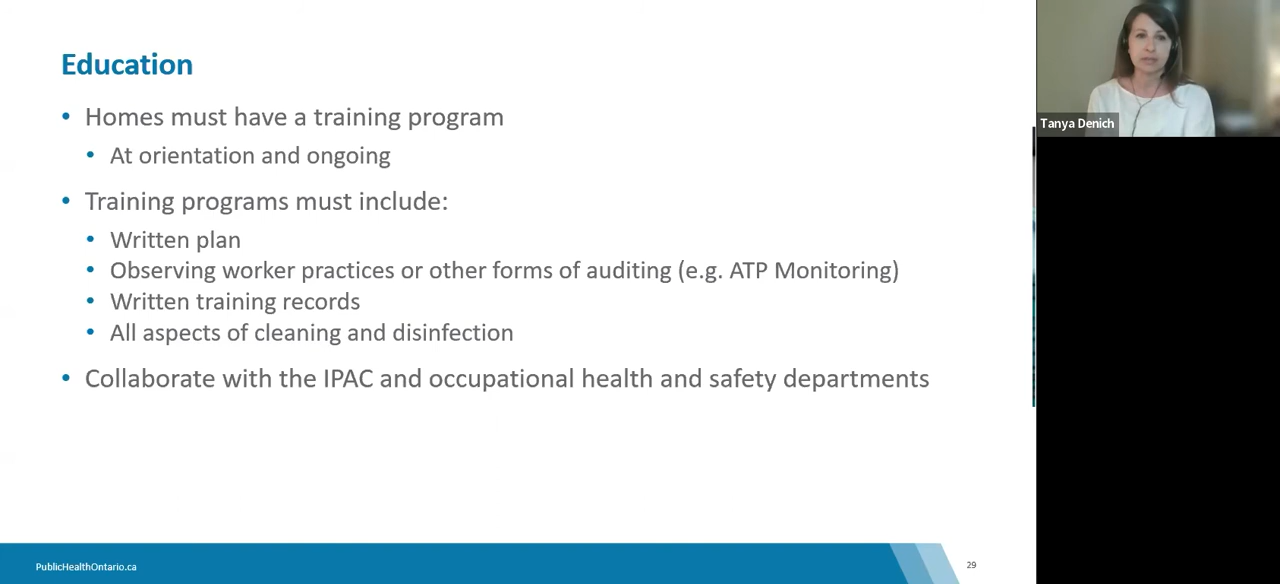 Education
• Homes must have a training program
• At orientation and ongoing
• Training programs must include:
• Written plan
• Observing worker practices or other forms of auditing (e.g. ATP Monitoring)
• Written training records
• All aspects of cleaning and disinfection
• Collaborate with the IPAC and occupational health and safety departments
PublicHealthOntario.ca
29
Tanya Denich